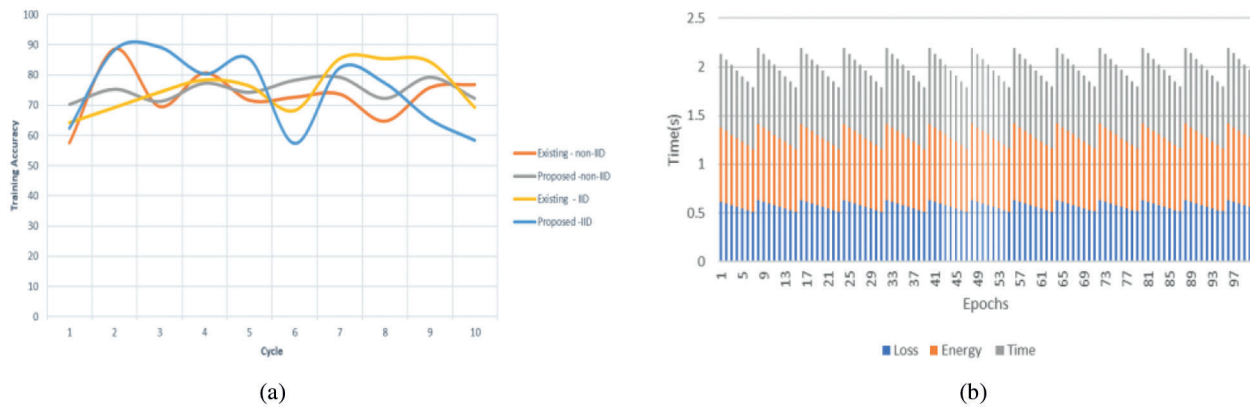 100
90
80
70
60
50
40
30
20
10
0
Training Accuracy
1 2 3 4 5 6 7 8 9 10
Cycle
Existing - non-IID
Proposed -non-IID
Existing - IID
Proposed -IID
(a)
2.5
2
1.5
1
0.5
0
Time(s)
1 5 9 13 15 21 25 29 33 37 41 45 49 53 57 61 65 69 73 77 81 85 89 93 97
Epochs
Loss Energy Time
(b)